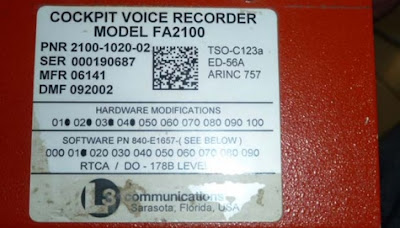 COCKPIT VOICE RECORDER
MODEL FA2100
PNR 2100-1020-02
SER 000190687
MFR 06141
DMF 092002
TSO-C123a
ED-56A
ARINC 757
HARDWARE MODIFICATIONS
010 020 030 040 050 060 070 080 090 100
SOFTWARE PN 840-E1657-( SEE BELOW )
000 010 020 030 040 050 060 070 080 090
RTCA / DO - 178B LEVEL
L3 communications
Sarasota, Florida, USA